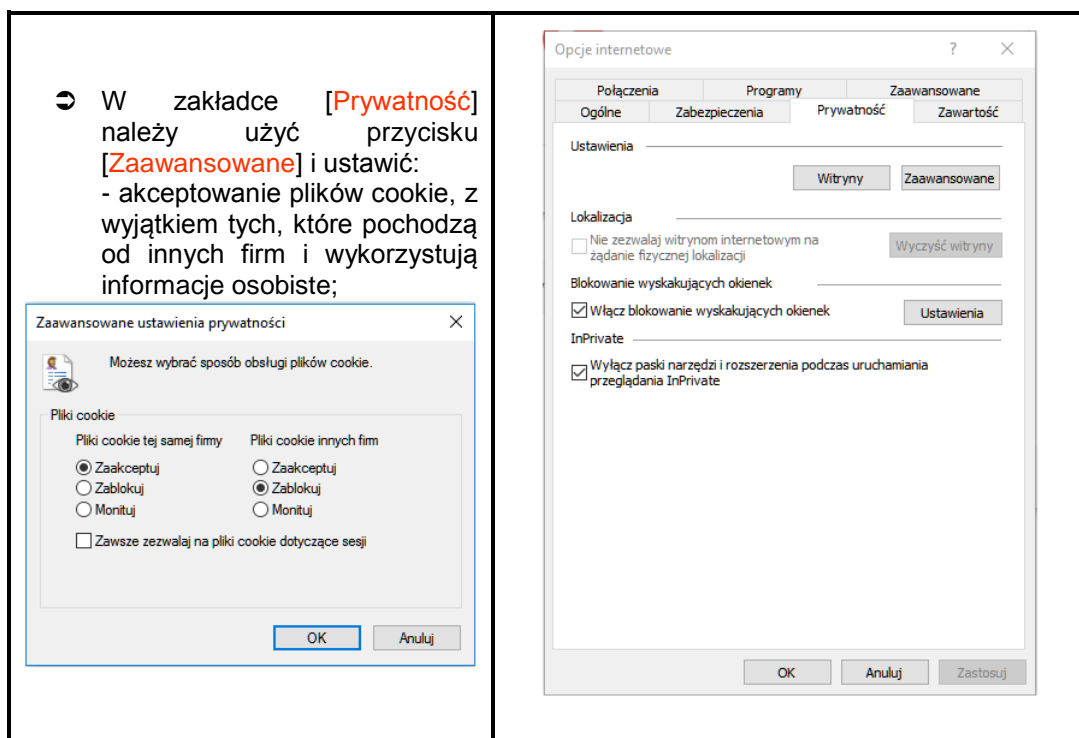 ➲ W zakładce [Prywatność]
należy użyć przycisku
[Zaawansowane] i ustawić:
- akceptowanie plików cookie, z
wyjątkiem tych, które pochodzą
od innych firm i wykorzystują
informacje osobiste;
Zaawansowane ustawienia prywatności
Możesz wybrać sposób obsługi plików cookie.
Pliki cookie
Pliki cookie tej samej firmy Pliki cookie innych firm
Zaakceptuj Zaakceptuj
Zablokuj Zablokuj
Monituj Monituj
Zawsze zezwalaj na pliki cookie dotyczące sesji
OK Anuluj
Opcje internetowe ?
Połączenia Programy Zaawansowane
Ogólne Zabezpieczenia Prywatność Zawartość
Ustawienia
Witryny Zaawansowane
Lokalizacja
Nie zezwalaj witrynom internetowym na
żądanie fizycznej lokalizacji
Wyczyść witryny
Blokowanie wyskakujących okienek
Włącz blokowanie wyskakujących okienek Ustawienia
InPrivate
Wyłącz paski narzędzi i rozszerzenia podczas uruchamiania
przeglądania InPrivate
OK Anuluj Zastosuj